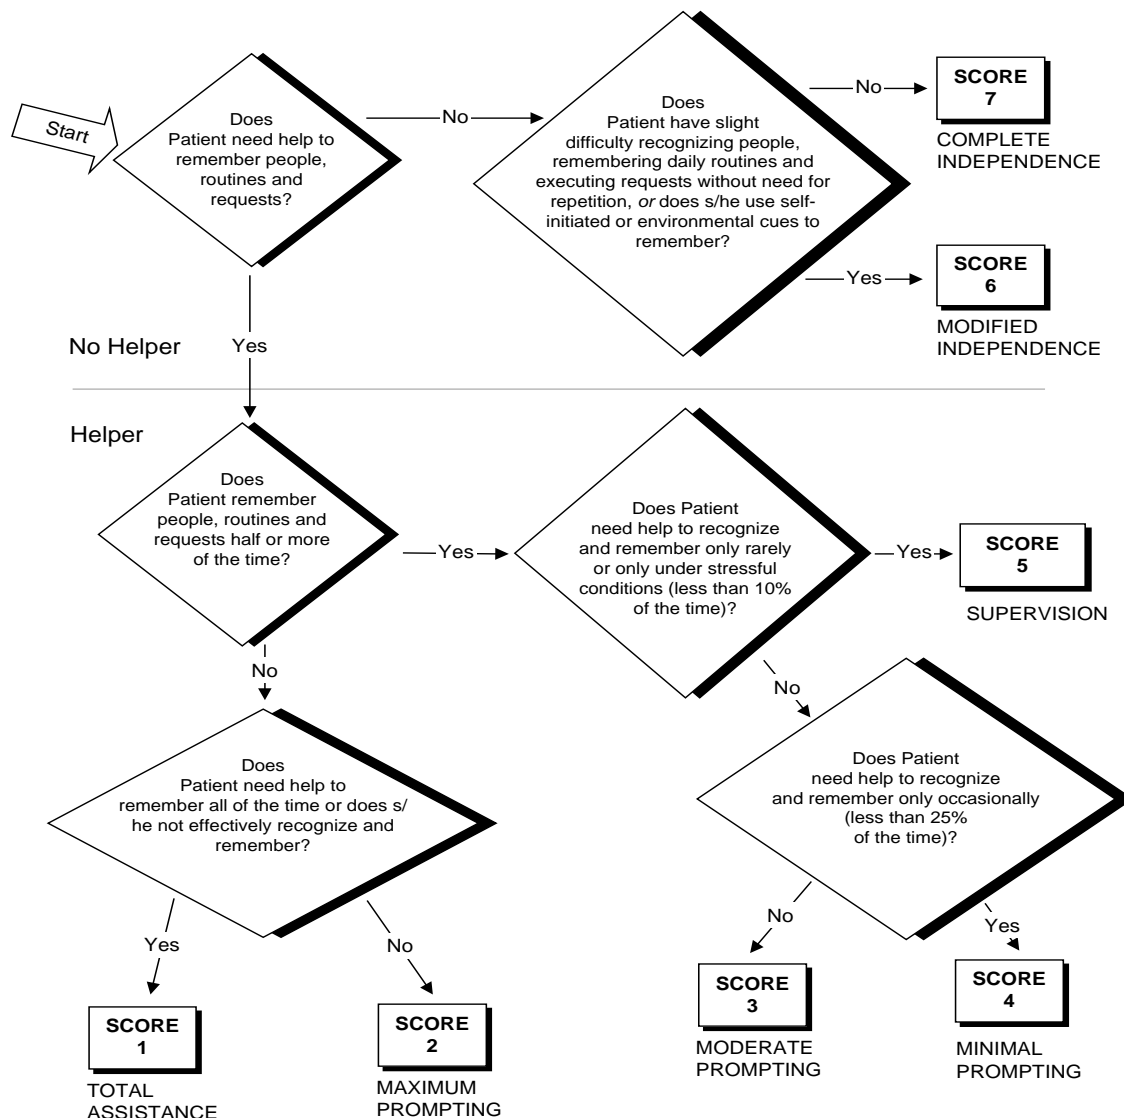 Start
Does
Patient need help to
remember people,
routines and
requests?
No
Does
Patient have slight
difficulty recognizing people,
remembering daily routines and
executing requests without need for
repetition, or does s/he use self-
initiated or environmental cues to
remember?
No
SCORE
7
COMPLETE
INDEPENDENCE
Yes
SCORE
6
MODIFIED
INDEPENDENCE
No Helper
Yes
Helper
Does
Patient remember
people, routines and
requests half or more
of the time?
Yes
Does Patient
need help to recognize
and remember only rarely
or only under stressful
conditions (less than 10%
of the time)?
Yes
SCORE
5
SUPERVISION
No
No
Does
Patient need help to
remember all of the time or does s/
he not effectively recognize and
remember?
Does Patient
need help to recognize
and remember only occasionally
(less than 25%
of the time)?
Yes
No
No
Yes
SCORE
1
TOTAL
ASSISTANCE
SCORE
2
MAXIMUM
PROMPTING
SCORE
3
MODERATE
PROMPTING
SCORE
4
MINIMAL
PROMPTING